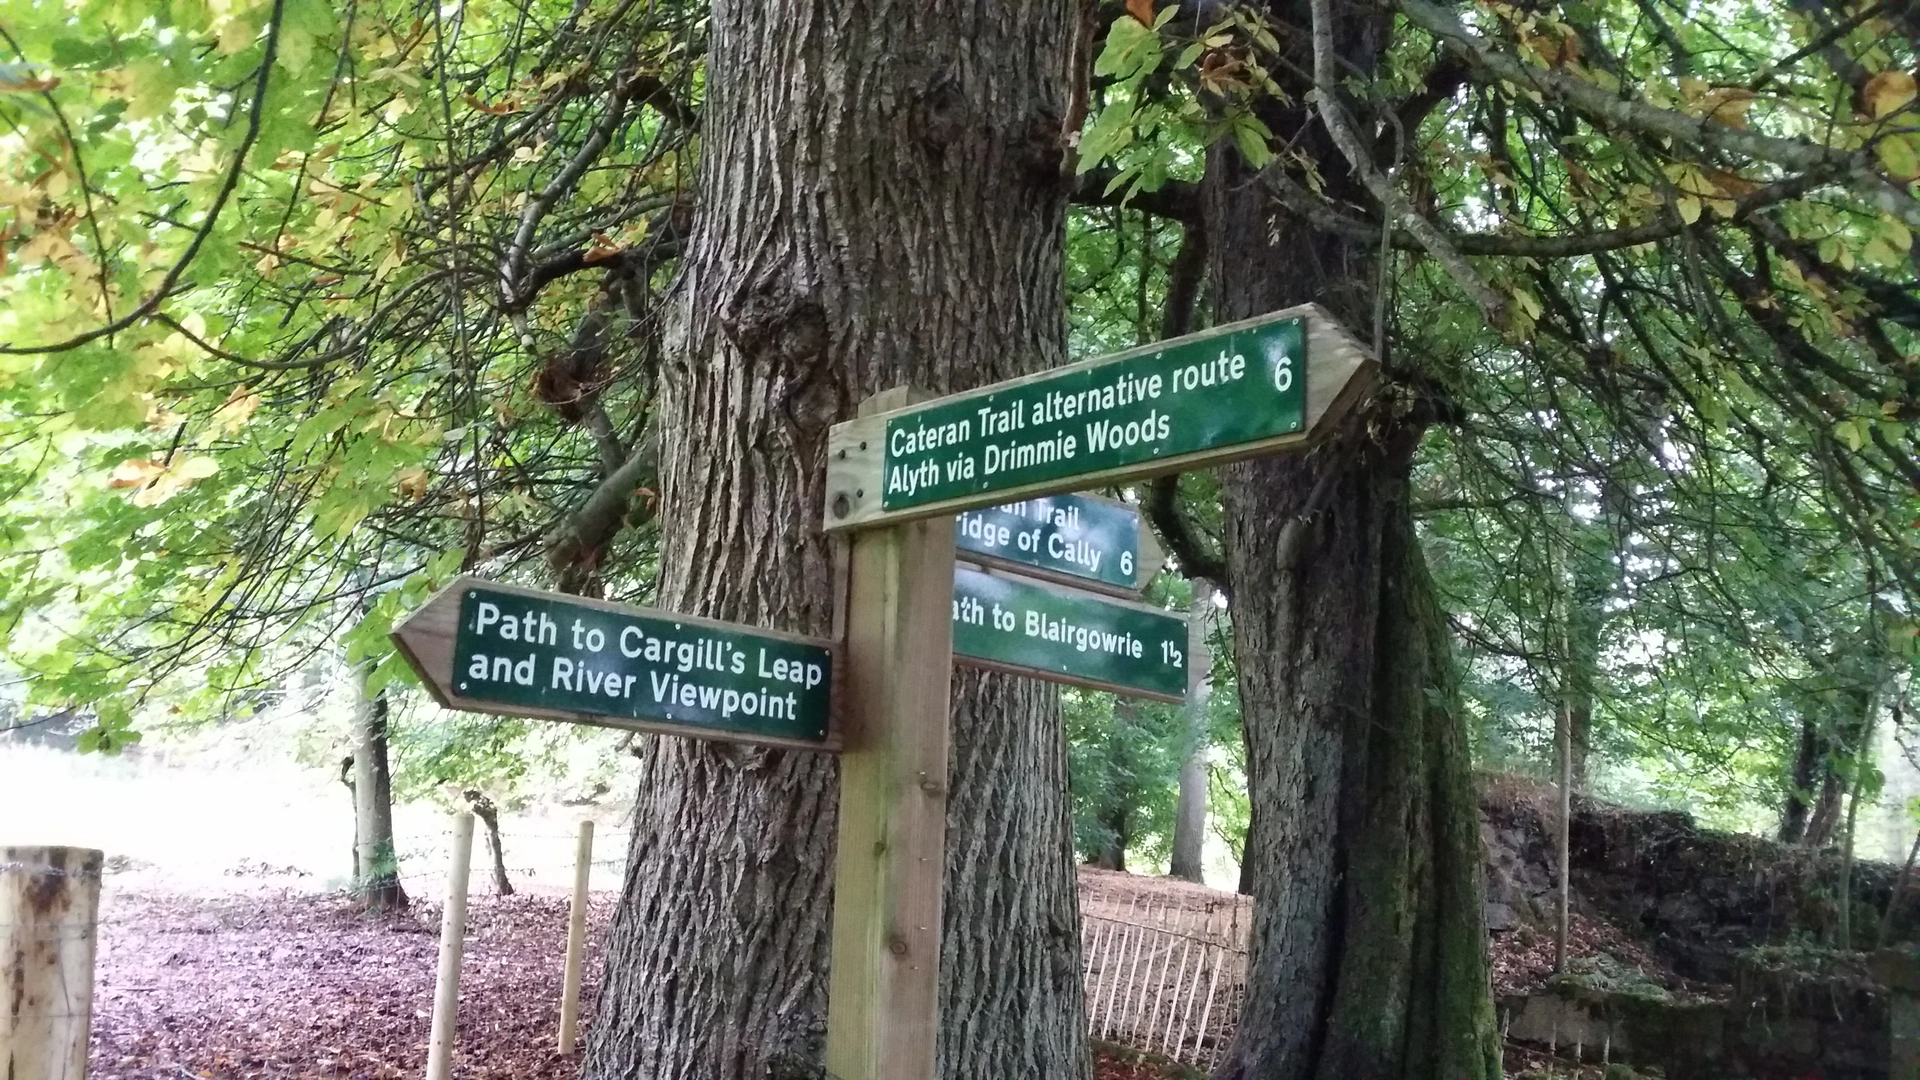 Cateran Trail alternative route 6
Alyth via Drimmie Woods
Trail
of Cally 6
to Blairgowrie 1½
Path to Cargill's Leap
and River Viewpoint